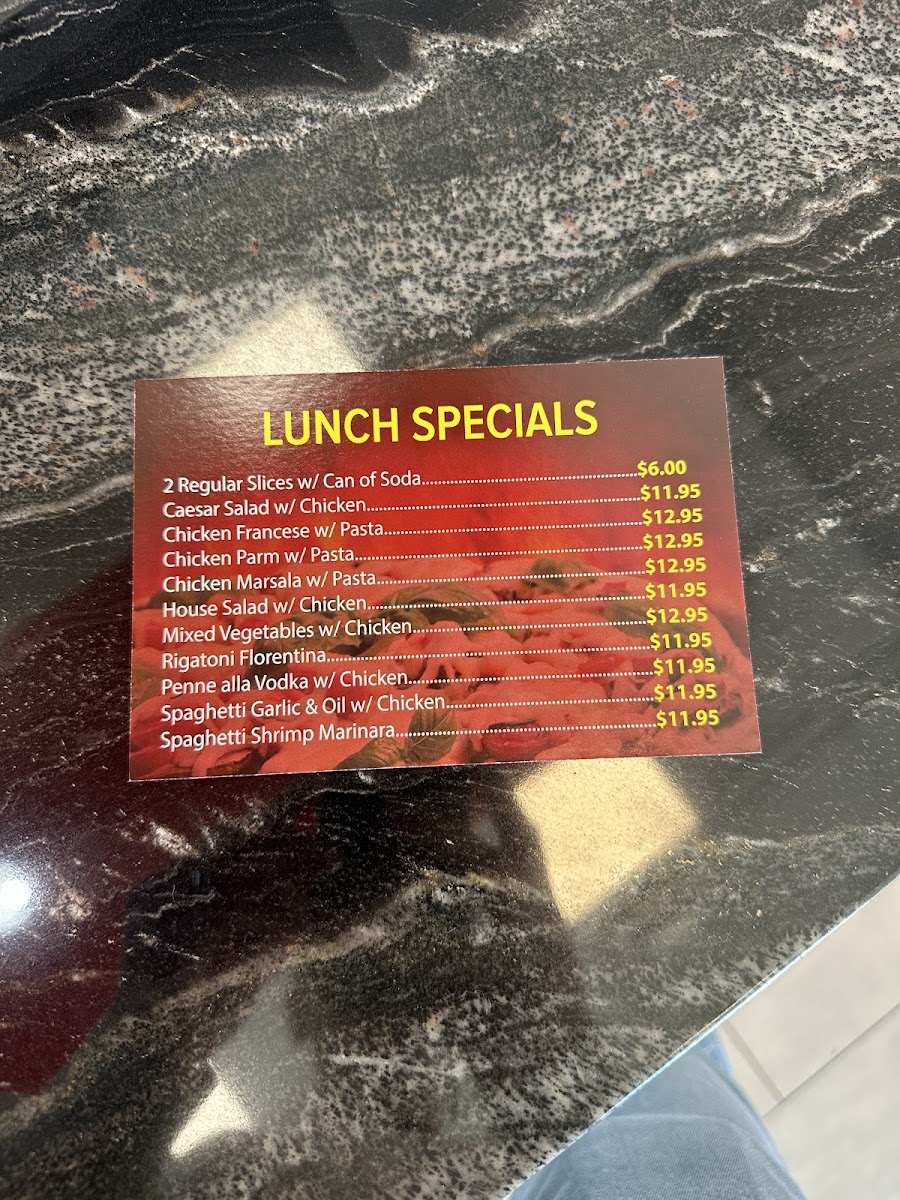 LUNCH SPECIALS
2 Regular Slices w/ Can of Soda..........$6.00
Caesar Salad w/ Chicken..........$11.95
Chicken Francese w/ Pasta..........$12.95
Chicken Parm w/ Pasta..........$12.95
Chicken Marsala w/ Pasta..........$12.95
House Salad w/ Chicken..........$11.95
Mixed Vegetables w/ Chicken..........$12.95
Rigatoni Florentina..........$11.95
Penne alla Vodka w/ Chicken..........$11.95
Spaghetti Garlic & Oil w/ Chicken..........$11.95
Spaghetti Shrimp Marinara..........$11.95